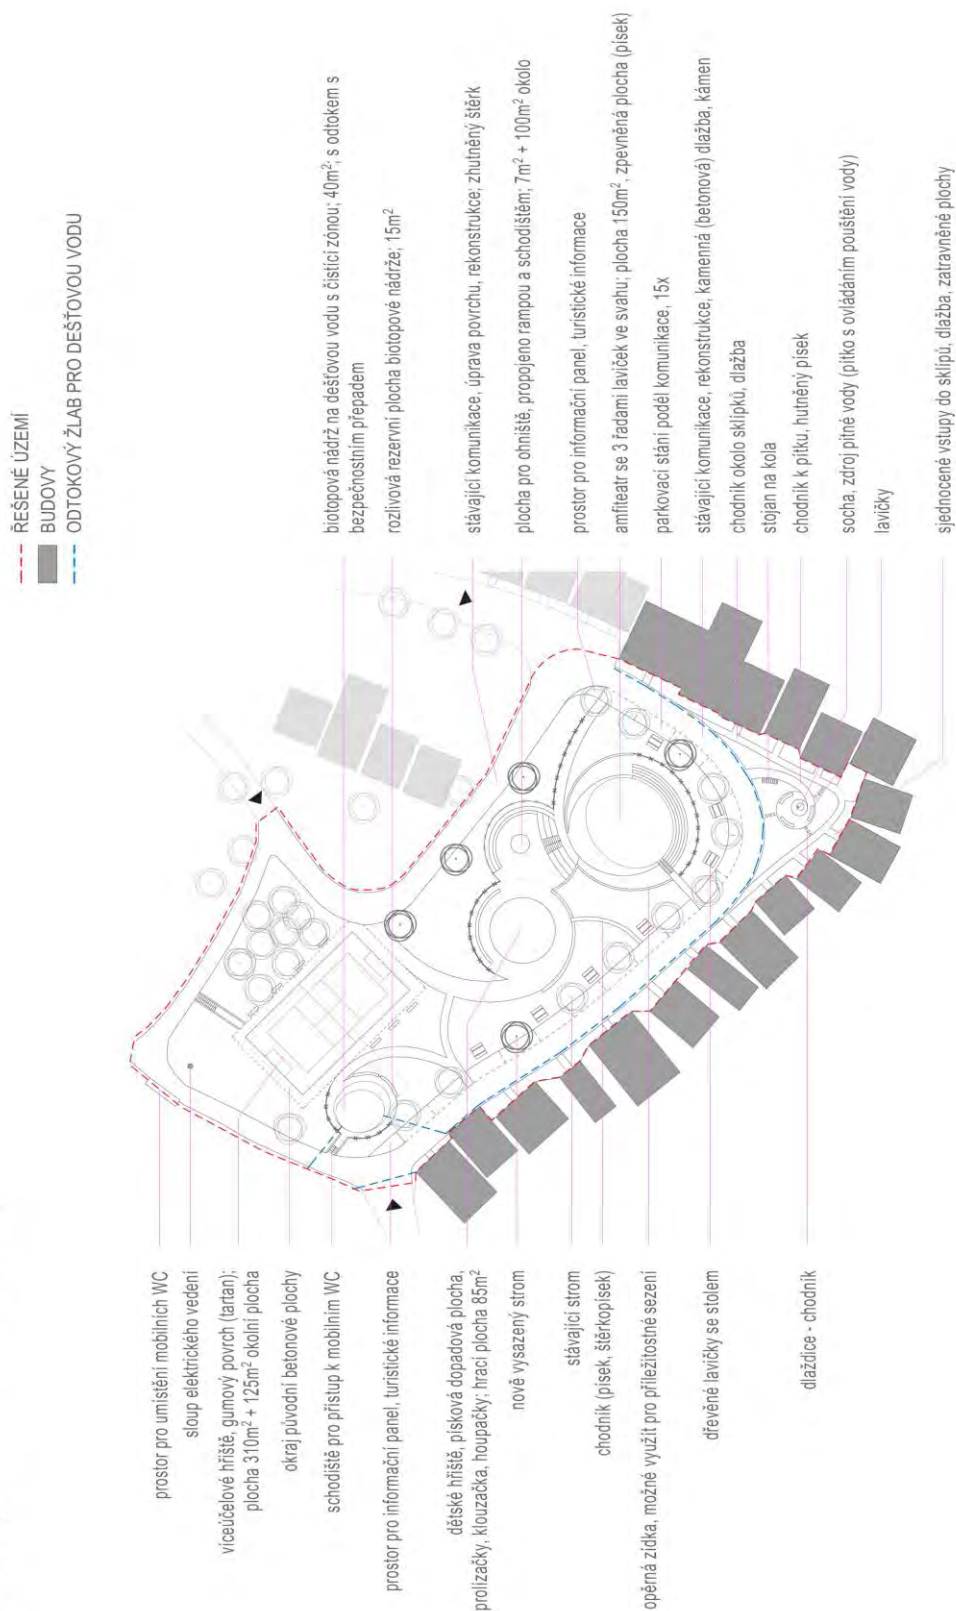 ŘEŠENÉ ÚZEMÍ
BUDOVY
ODTOKOVÝ ŽLAB PRO DEŠŤOVOU VODU
biotopová nádrž na dešťovou vodu s čistící zónou; 40m²; s odtokem s
bezpečnostním přepadem
rozlivová rezervní plocha biotopové nádrže; 15m²
stávající komunikace, úprava povrchu, rekonstrukce; zhutněný štěrk
plocha pro ohniště, propojeno rampou a schodištěm; 7m² + 100m² okolo
prostor pro informační panel, turistické informace
amfiteatr se 3 řadami laviček ve svahu; plocha 150m², zpevněná plocha (písek)
parkovací stání podél komunikace, 15x
stávající komunikace, rekonstrukce, kamenná (betonová) dlažba, kámen
chodník okolo sklípků, dlažba
stojan na kola
chodník k pítku, hutněný písek
socha, zdroj pitné vody (pítko s ovládáním pouštění vody)
lavičky
sjednocené vstupy do sklípů, dlažba, zatravněné plochy
prostor pro umístění mobilních WC
sloup elektrického vedení
víceúčelové hřiště, gumový povrch (tartan);
plocha 310m² + 125m² okolní plocha
okraj původní betonové plochy
schodiště pro přístup k mobilním WC
prostor pro informační panel, turistické informace
dětské hřiště, písková dopadová plocha,
prolízačky, klouzačka, houpačky; hrací plocha 85m²
nově vysazený strom
stávající strom
chodník (písek, štěrkopísek)
opěrná zídka, možné využít pro příležitostné sezení
dřevěné lavičky se stolem
dlaždice - chodník